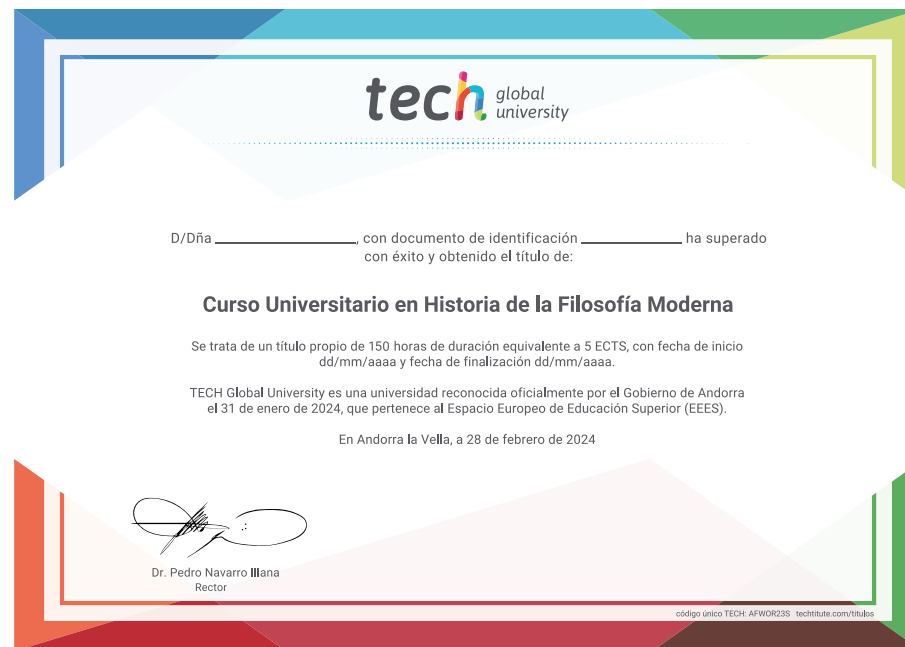 tech global university
D/Dña ____________, con documento de identificación ____________ ha superado
con éxito y obtenido el título de:
Curso Universitario en Historia de la Filosofía Moderna
Se trata de un título propio de 150 horas de duración equivalente a 5 ECTS, con fecha de inicio
dd/mm/aaaa y fecha de finalización dd/mm/aaaa.
TECH Global University es una universidad reconocida oficialmente por el Gobierno de Andorra
el 31 de enero de 2024, que pertenece al Espacio Europeo de Educación Superior (EEES).
En Andorra la Vella, a 28 de febrero de 2024
Dr. Pedro Navarro Illana
Rector
código único TECH: AFWOR23S techtitute.com/titulos